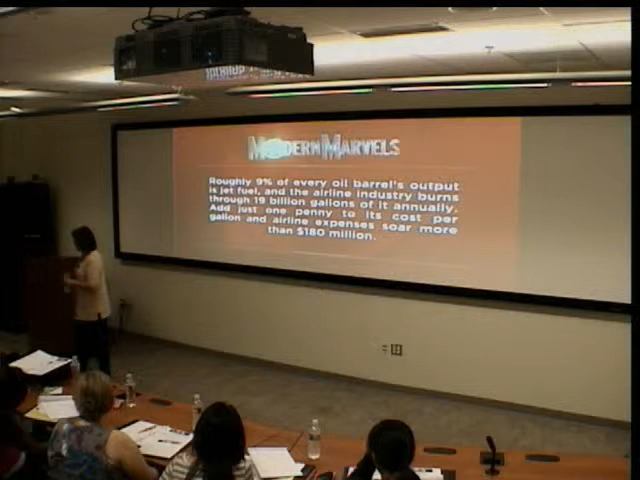 Modern Marvels
Roughly 9% of every oil barrel's output
is jet fuel, and the airline industry burns
through 19 billion gallons of it annually.
Add just one penny to its cost per
gallon and airline expenses soar more
than $180 million.